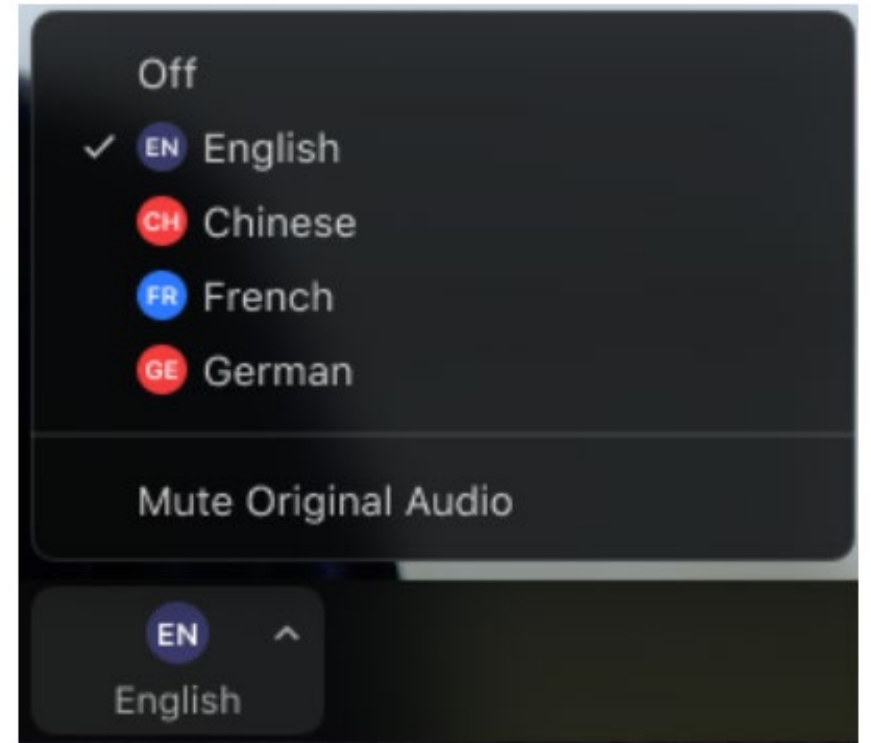 Off
EN English
CH Chinese
FR French
GE German
Mute Original Audio
EN
English